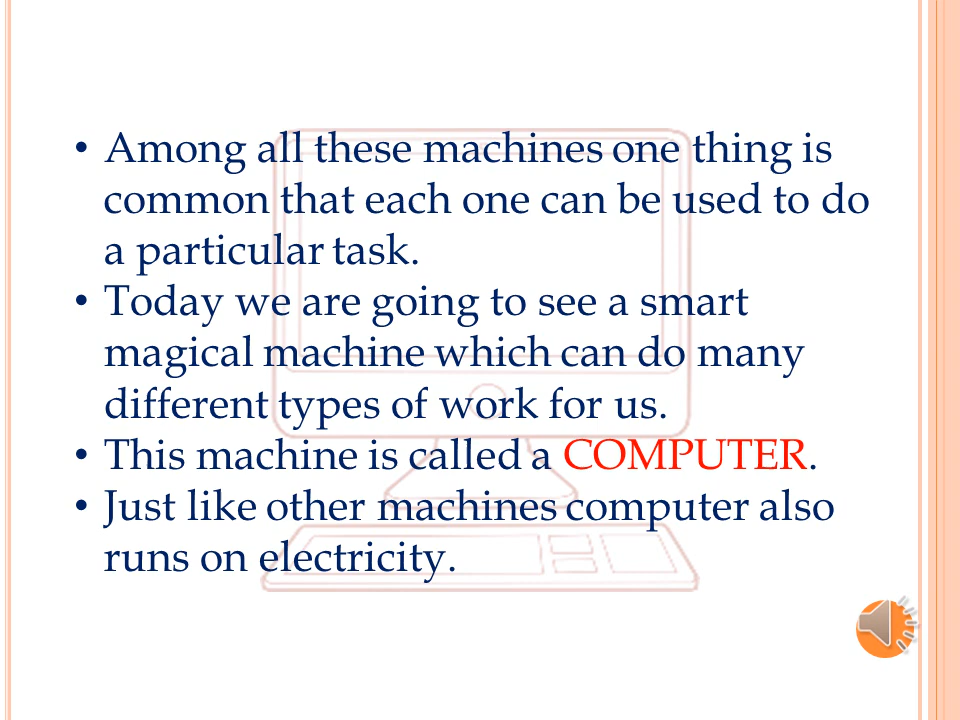 • Among all these machines one thing is
common that each one can be used to do
a particular task.
• Today we are going to see a smart
magical machine which can do many
different types of work for us.
• This machine is called a COMPUTER.
• Just like other machines computer also
runs on electricity.